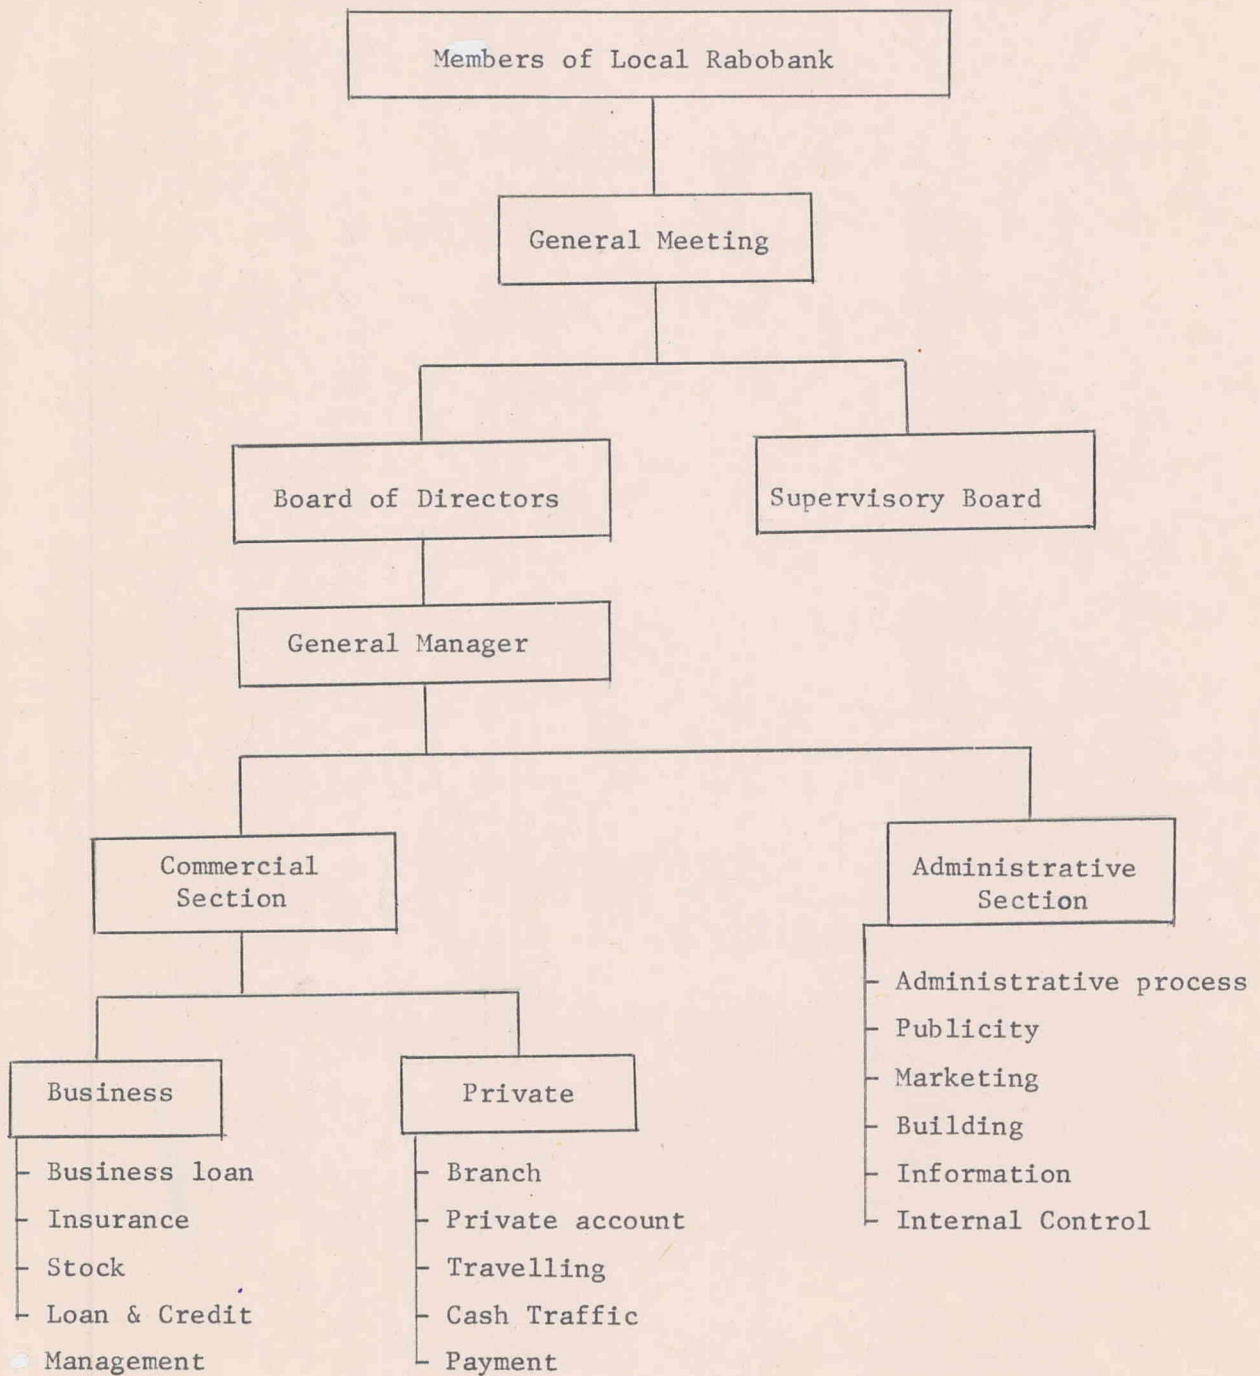 Members of Local Rabobank
General Meeting
Board of Directors
Supervisory Board
General Manager
Commercial
Section
Administrative
Section
Business
- Business loan
- Insurance
- Stock
- Loan & Credit
Management
Private
- Branch
- Private account
- Travelling
- Cash Traffic
- Payment
- Administrative process
- Publicity
- Marketing
- Building
- Information
- Internal Control